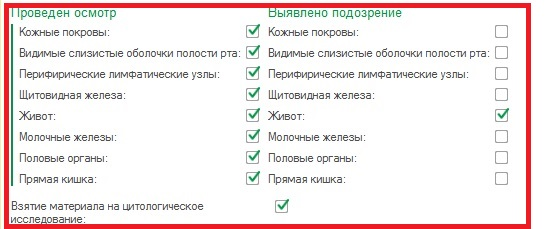 Проведен осмотр
Выявлено подозрение
Кожные покровы:
Кожные покровы:
Видимые слизистые оболочки полости рта:
Видимые слизистые оболочки полости рта:
Перифирические лимфатические узлы:
Перифирические лимфатические узлы:
Щитовидная железа:
Щитовидная железа:
Живот:
Живот:
Молочные железы:
Молочные железы:
Половые органы:
Половые органы:
Прямая кишка:
Прямая кишка:
Взятие материала на цитологическое
исследование: